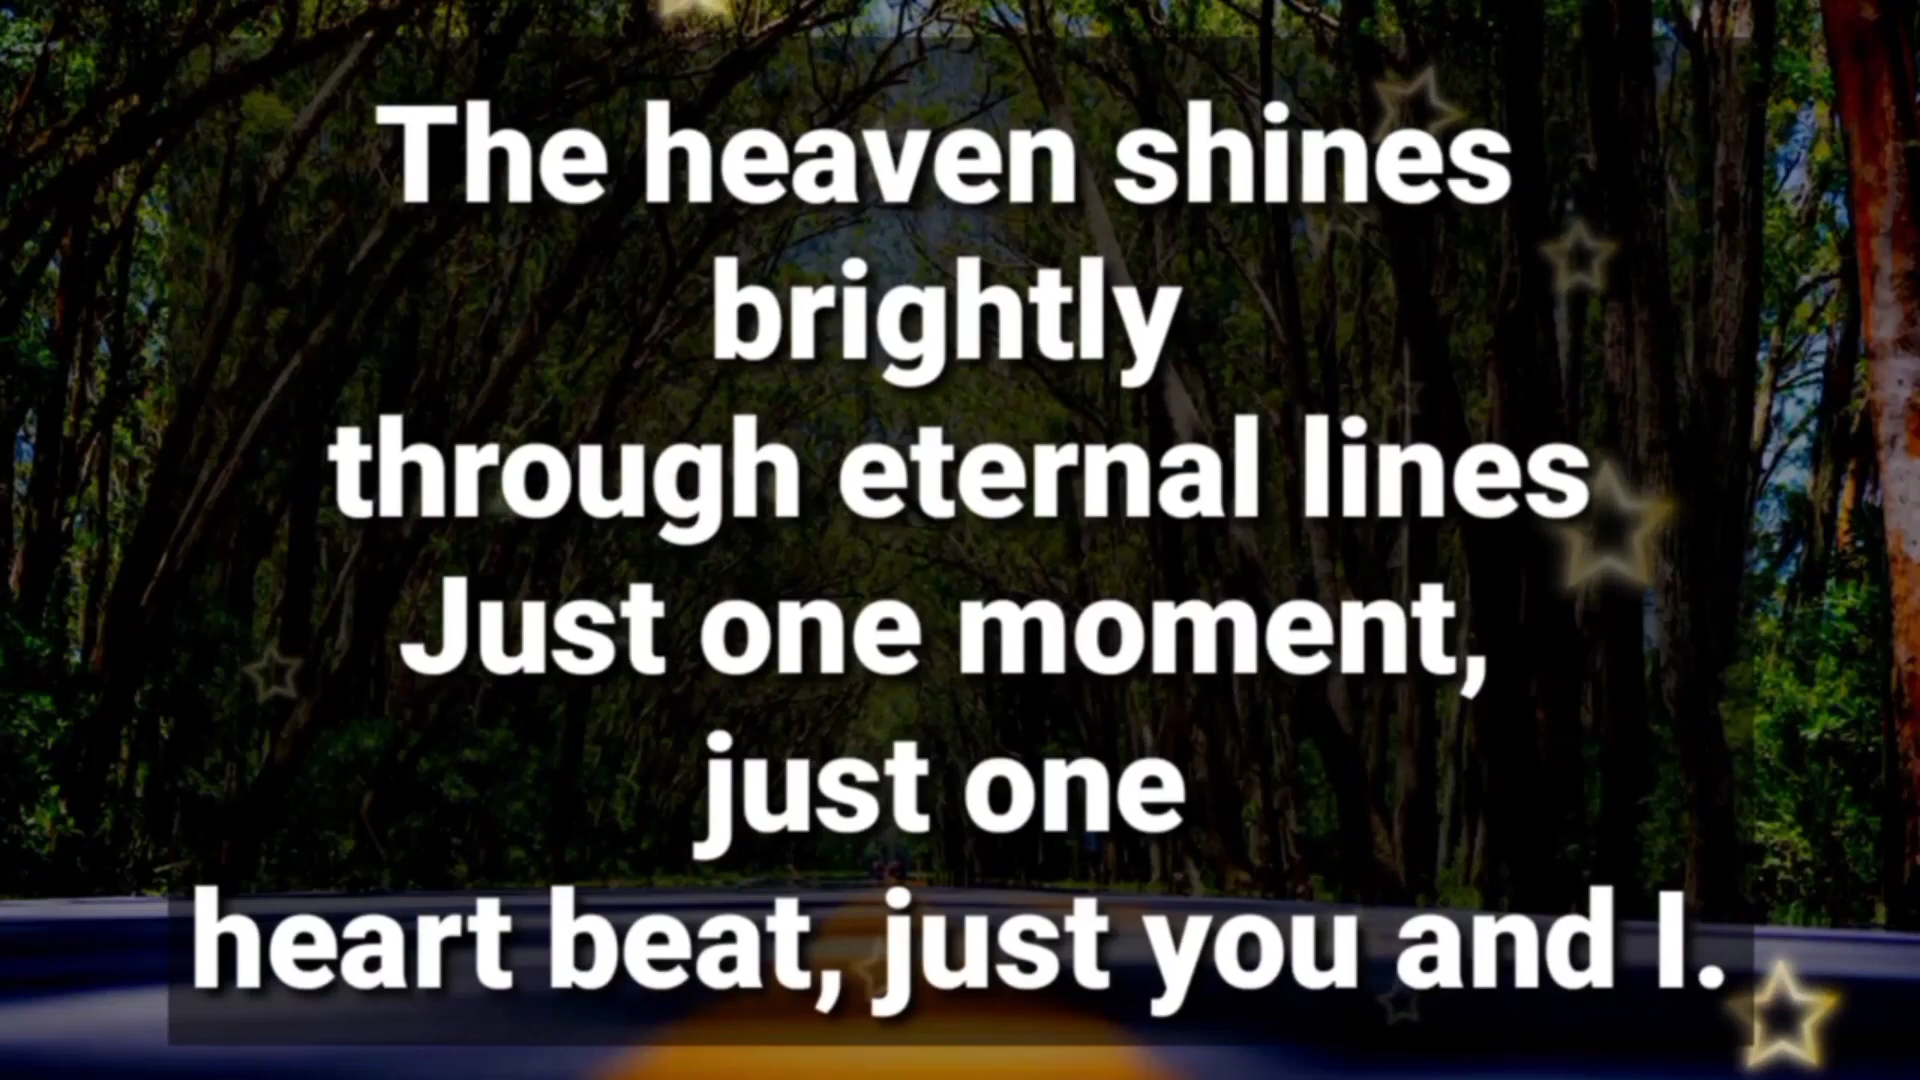 The heaven shines
brightly
through eternal lines
Just one moment,
just one
heart beat, just you and I.